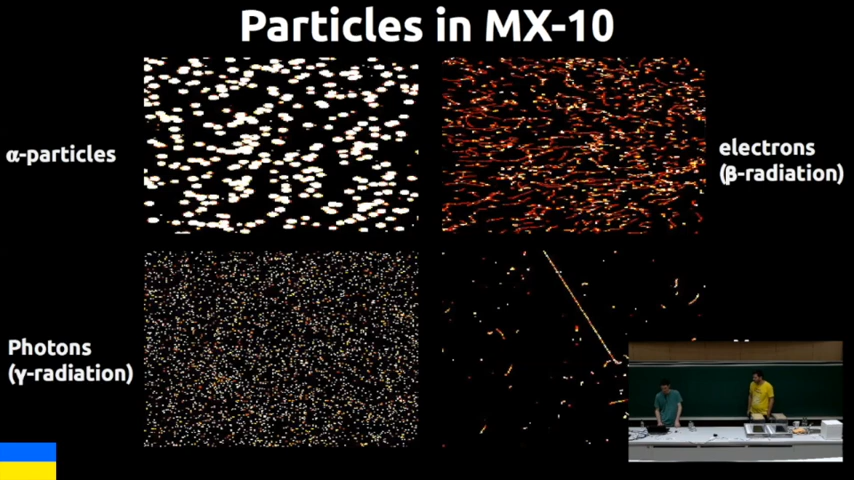 Particles in MX-10
α-particles
electrons
(β-radiation)
Photons
(γ-radiation)